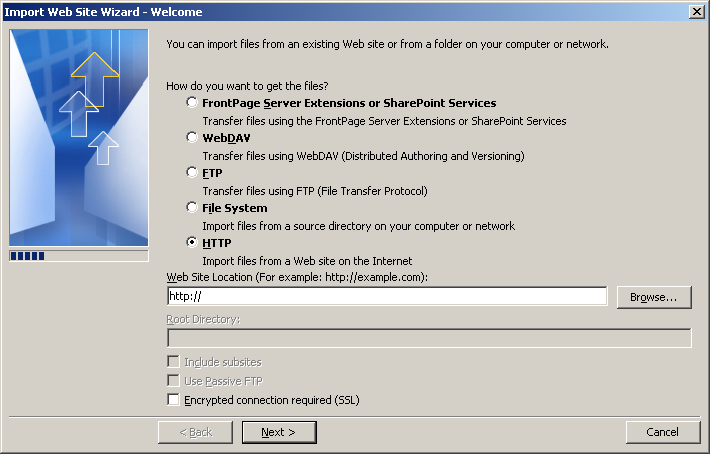 Import Web Site Wizard - Welcome
You can import files from an existing Web site or from a folder on your computer or network.
How do you want to get the files?
FrontPage Server Extensions or SharePoint Services
Transfer files using the FrontPage Server Extensions or SharePoint Services
WebDAV
Transfer files using WebDAV (Distributed Authoring and Versioning)
FTP
Transfer files using FTP (File Transfer Protocol)
File System
Import files from a source directory on your computer or network
HTTP
Import files from a Web site on the Internet
Web Site Location (For example: http://example.com):
http://
Browse...
Root Directory:
Include subsites
Use Passive FTP
Encrypted connection required (SSL)
< Back Next > Cancel